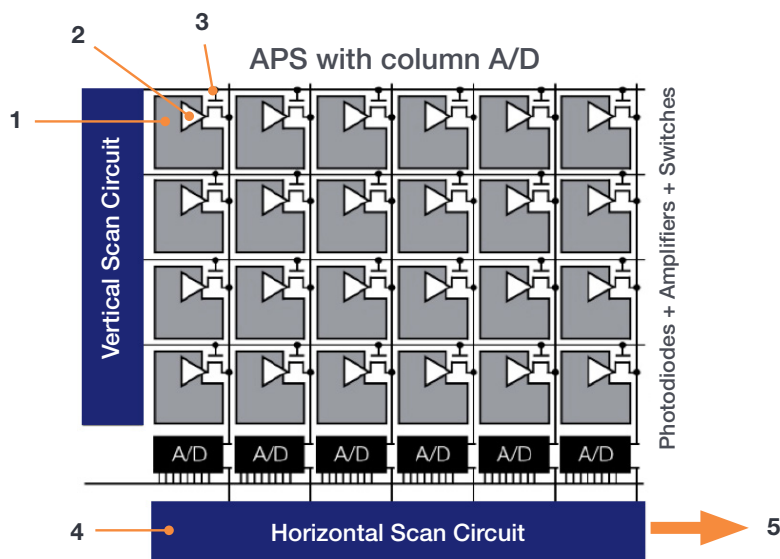 2
3
APS with column A/D
1
Vertical Scan Circuit
Photodiodes + Amplifiers + Switches
A/D A/D A/D A/D A/D A/D
4
Horizontal Scan Circuit
5